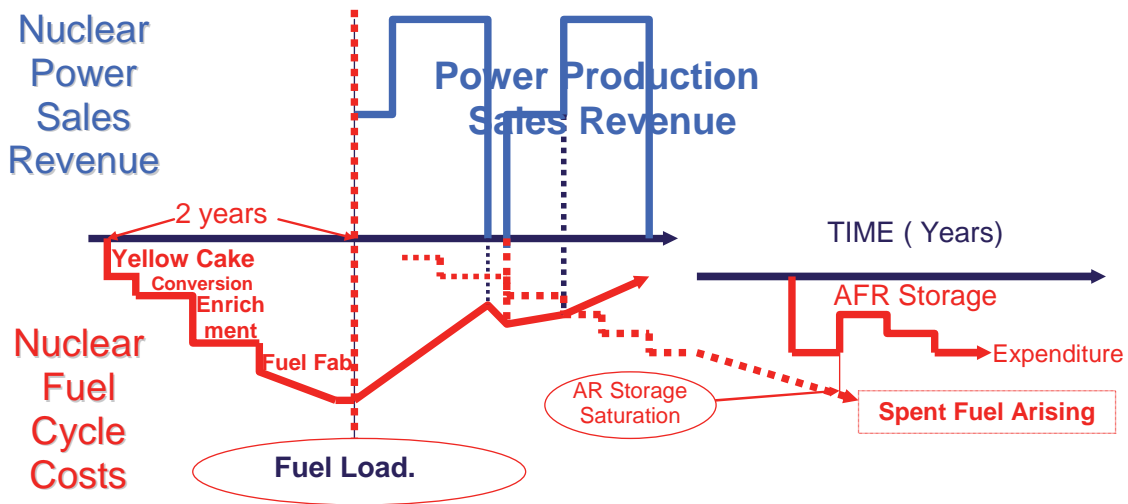 Nuclear
Power
Sales
Revenue
Power Production
Sales Revenue
2 years
TIME ( Years)
Yellow Cake
Conversion
Enrich
ment
Fuel Fab
AFR Storage
Expenditure
Nuclear
Fuel
Cycle
Costs
AR Storage
Saturation
Spent Fuel Arising
Fuel Load.